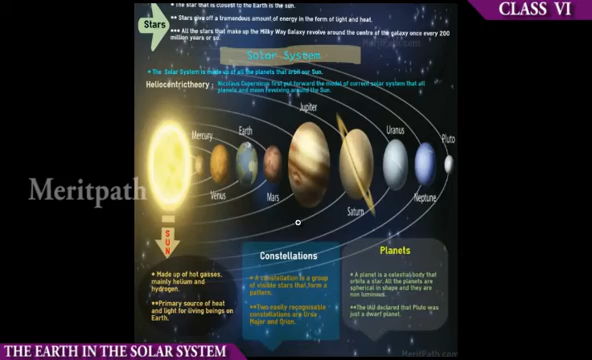 CLASS VI
* The star that is closest to the Earth is the sun.
Stars
** Stars give off a tremendous amount of energy in the form of light and heat.
*** All the stars that make up the Milky Way Galaxy revolve around the centre of the galaxy once every 200
million years or so.
MeritPath.com
Solar System
* The Solar System is made up of all the planets that orbit our Sun.
Heliocentrictheory: Nicolaus Copernicus first put forward the model of current solar system that all
planets and moon revolving around the Sun.
Jupiter
Mercury
Earth
Uranus
Pluto
Meritpath
Venus
Mars
Saturn
Neptune
SUN
* Made up of hot gasses,
mainly helium and
hydrogen.
*Primary source of heat
and light for living beings on
Earth.
Constellations
* A constellation is a group
of visible stars that form a
pattern.
* Two easily recognisable
constellations are Ursa
Major and Orion.
Planets
* A planet is a celestial body that
orbits a star. All the planets are
spherical in shape and they are
non luminous.
*The IAU declared that Pluto was
just a dwarf planet.
MeritPath.com
THE EARTH IN THE SOLAR SYSTEM